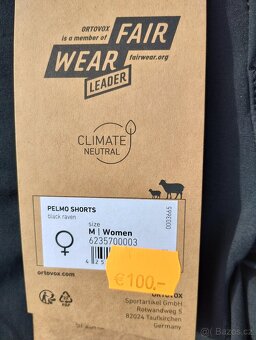 ORTOVOX
is a member of
FAIR
WEAR
fairwear.org
LEADER
CLIMATE
NEUTRAL
PELMO SHORTS
black raven
size
M | Women
6235700003
0003665
€100,-
ortovox.com
ORTOVOX
Sportartikel GmbH
Rotwandweg 5
82024 Taufkirchen
Germany
bazos.cz